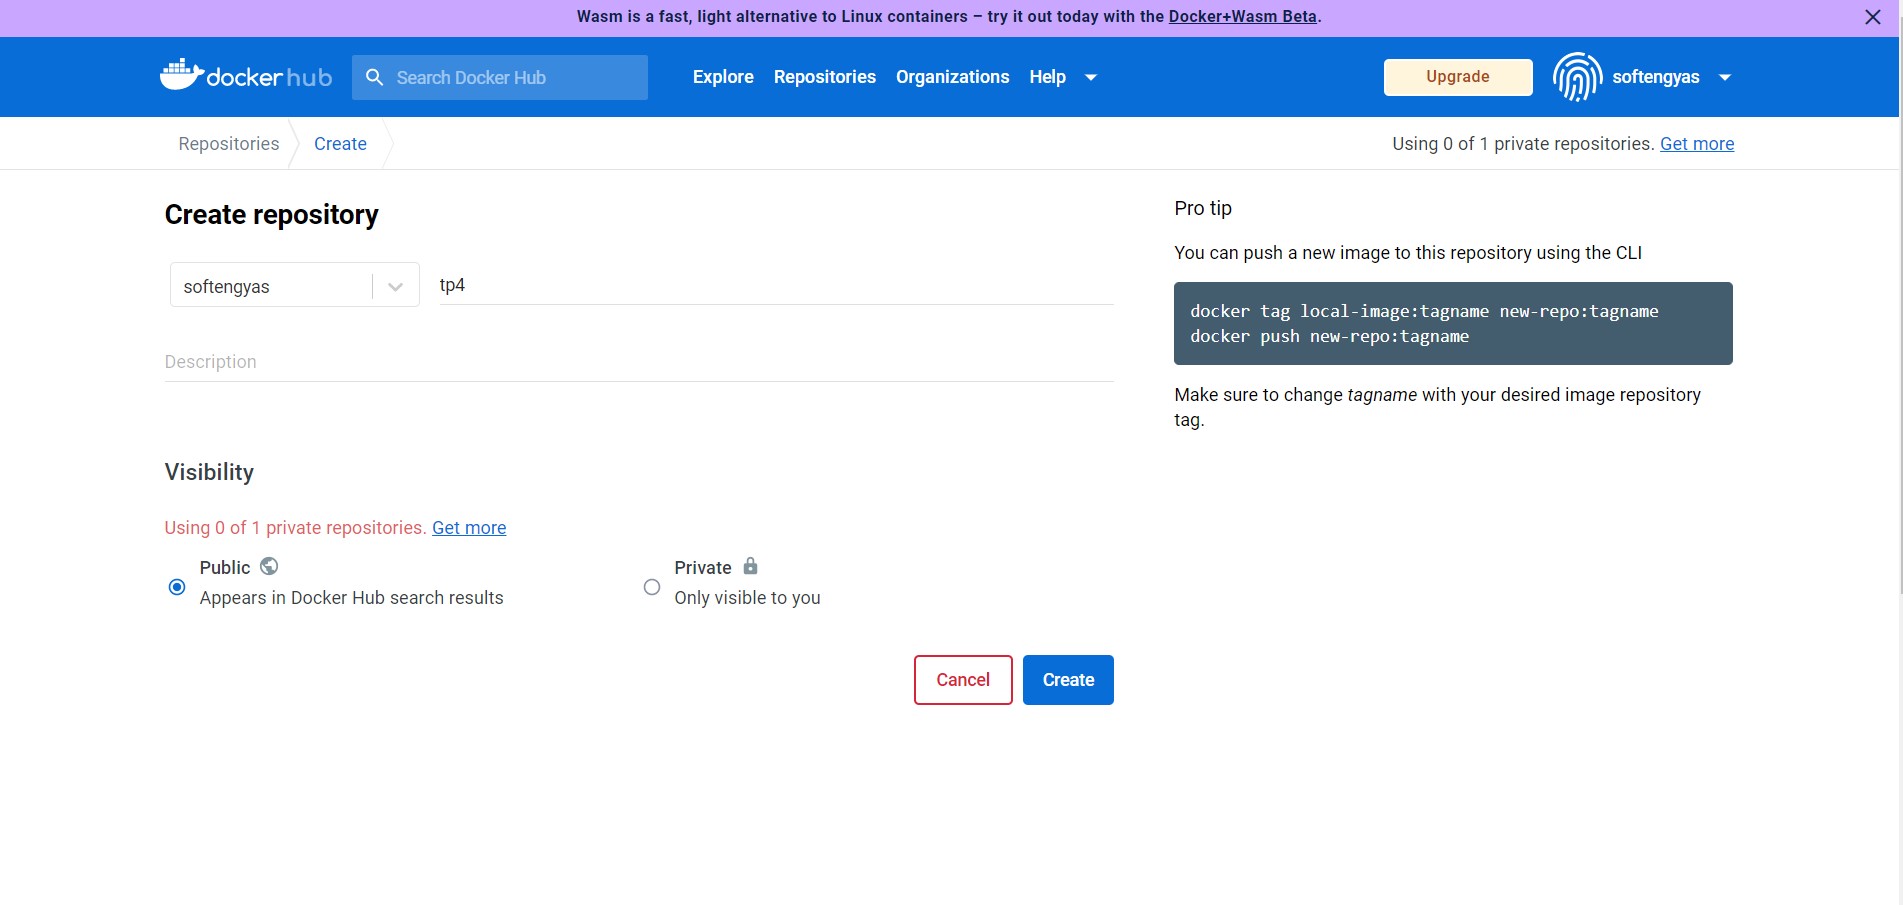 Wasm is a fast, light alternative to Linux containers – try it out today with the Docker+Wasm Beta.
docker hub
Search Docker Hub
Explore
Repositories
Organizations
Help
Upgrade
softengyas
Repositories
Create
Using 0 of 1 private repositories. Get more
Create repository
softengyas
tp4
Description
Visibility
Using 0 of 1 private repositories. Get more
Public
Appears in Docker Hub search results
Private
Only visible to you
Cancel
Create
Pro tip
You can push a new image to this repository using the CLI
docker tag local-image:tagname new-repo:tagname
docker push new-repo:tagname
Make sure to change tagname with your desired image repository
tag.